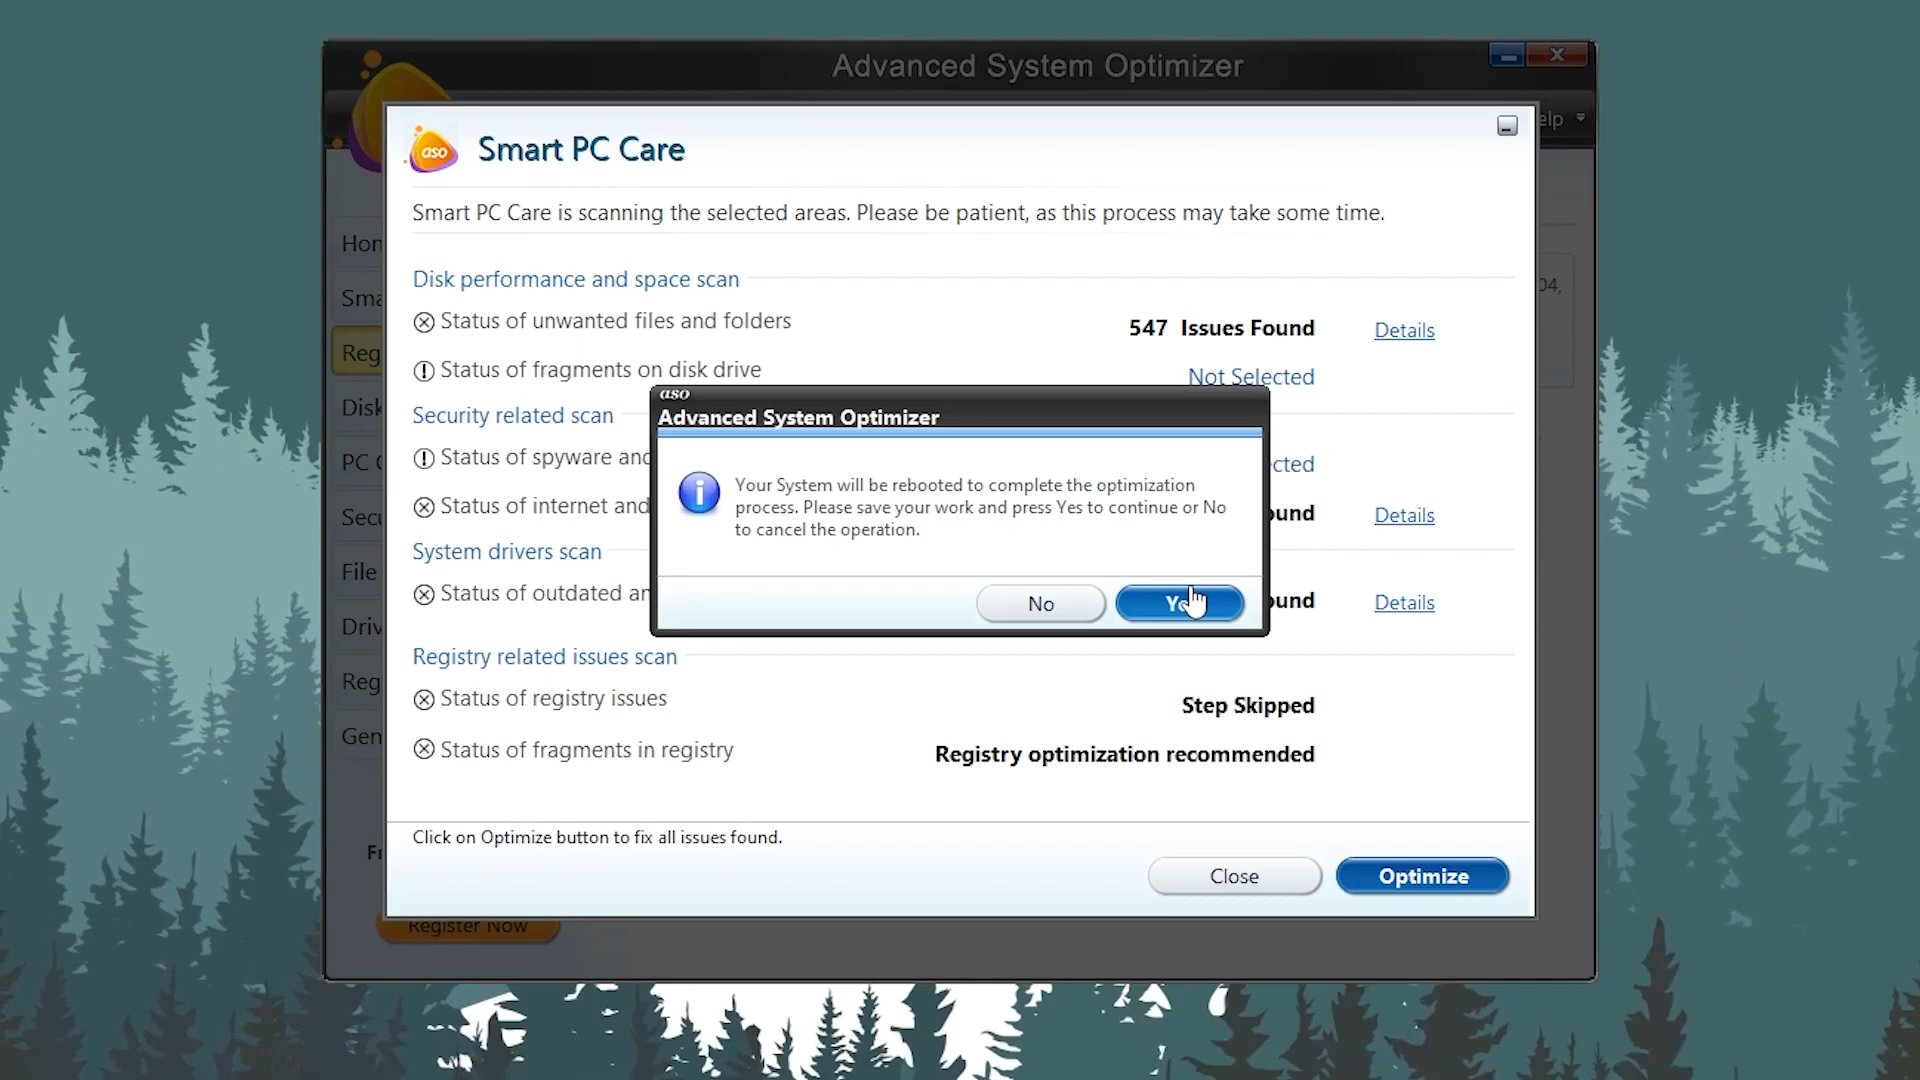 Advanced System Optimizer
aso
Smart PC Care
Smart PC Care is scanning the selected areas. Please be patient, as this process may take some time.
Disk performance and space scan
Status of unwanted files and folders
547 Issues Found
Details
Status of fragments on disk drive
Not Selected
Security related scan
Status of spyware
Status of internet and
Details
System drivers scan
Status of outdated
Details
Registry related issues scan
Status of registry issues
Step Skipped
Status of fragments in registry
Registry optimization recommended
Click on Optimize button to fix all issues found.
Close
Optimize
aso
Advanced System Optimizer
Your System will be rebooted to complete the optimization
process. Please save your work and press Yes to continue or No
to cancel the operation.
No
Disk
PC
File
Register Now